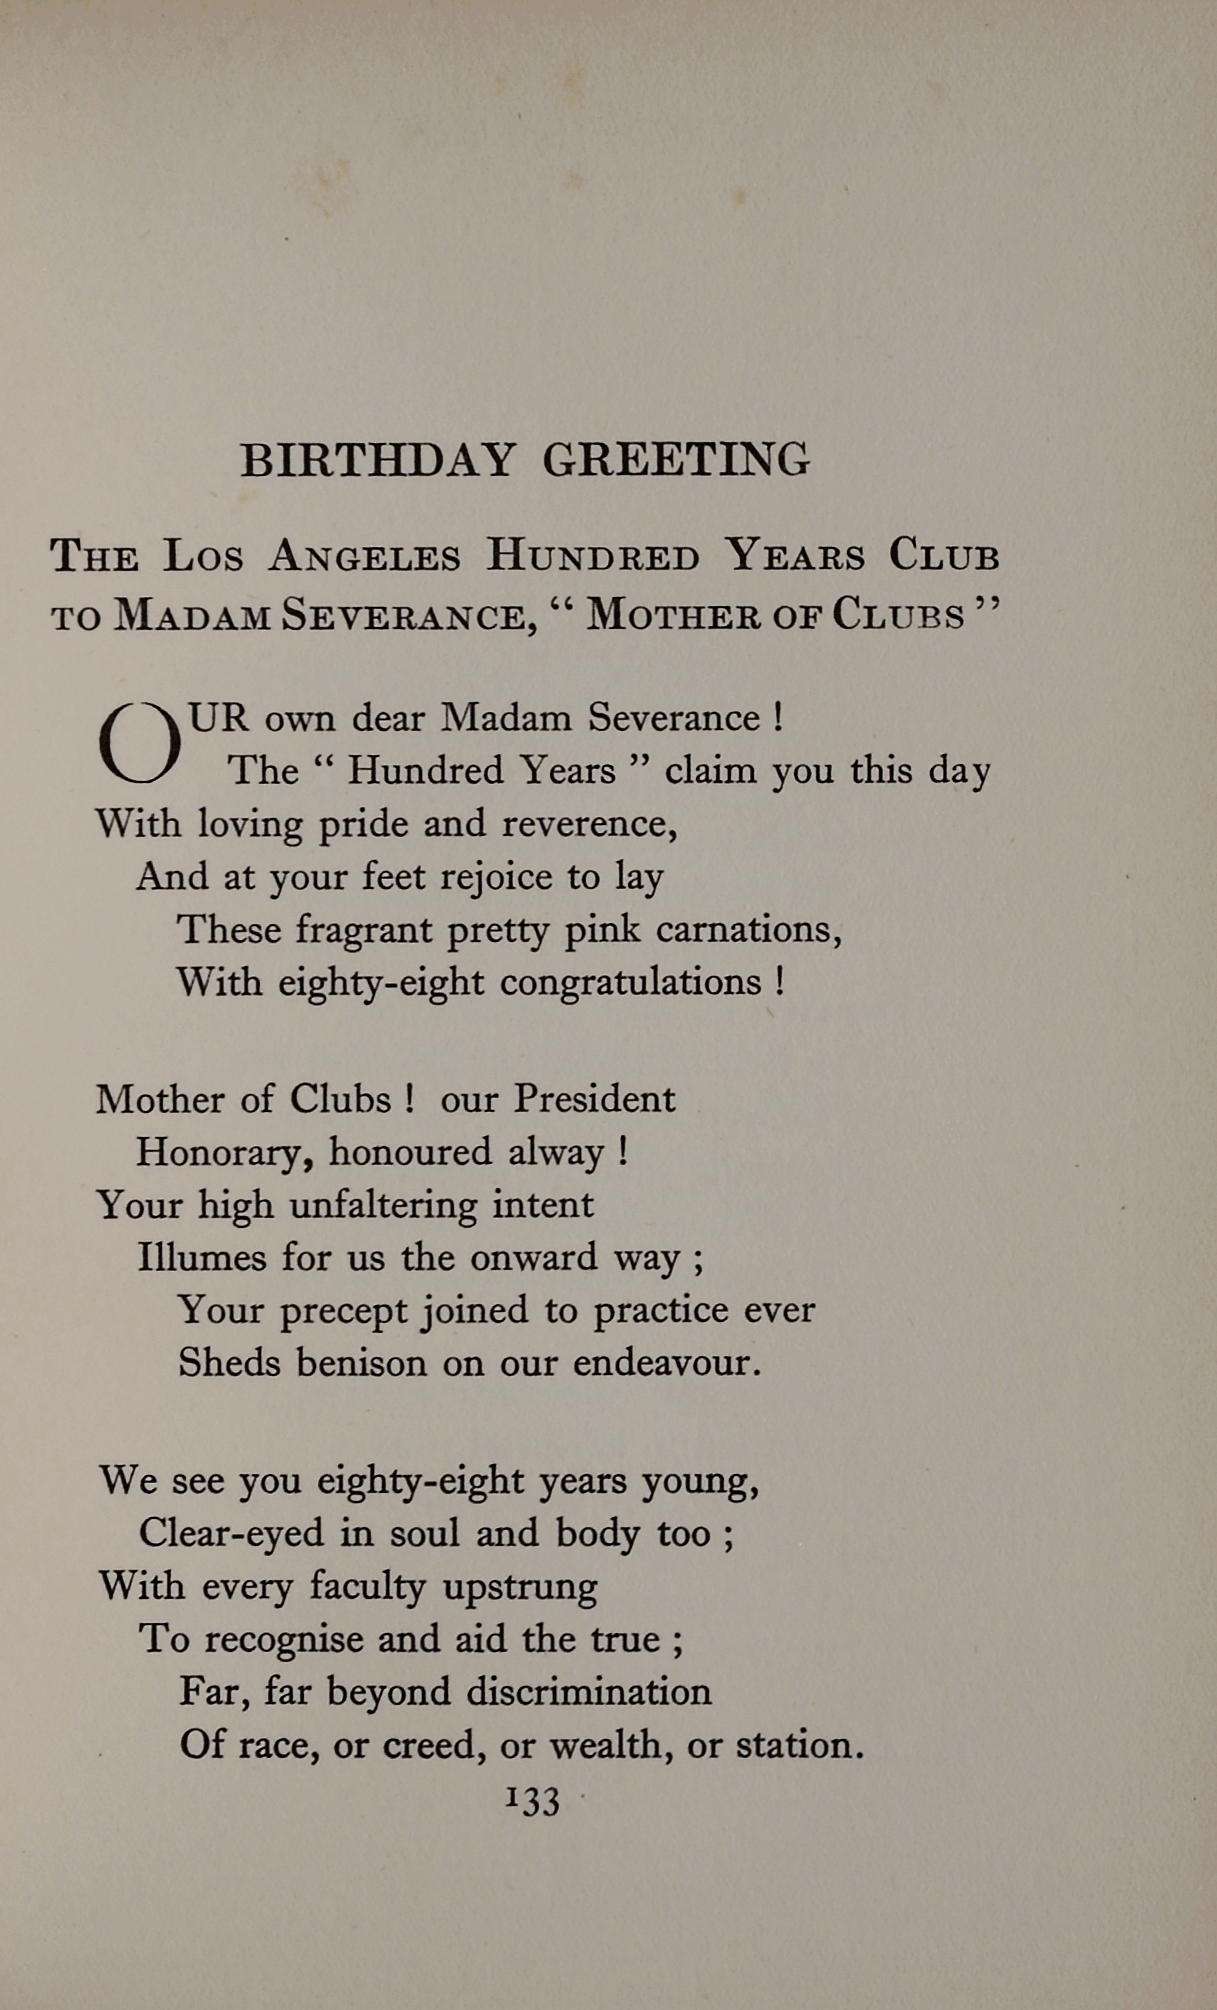 BIRTHDAY GREETING
THE LOS ANGELES HUNDRED YEARS CLUB
TO MADAM SEVERANCE, “ MOTHER OF CLUBS ”
OUR own dear Madam Severance !
The “ Hundred Years ” claim you this day
With loving pride and reverence,
And at your feet rejoice to lay
These fragrant pretty pink carnations,
With eighty-eight congratulations !
Mother of Clubs ! our President
Honorary, honoured alway !
Your high unfaltering intent
Illumes for us the onward way ;
Your precept joined to practice ever
Sheds benison on our endeavour.
We see you eighty-eight years young,
Clear-eyed in soul and body too ;
With every faculty upstrung
To recognise and aid the true ;
Far, far beyond discrimination
Of race, or creed, or wealth, or station.
133